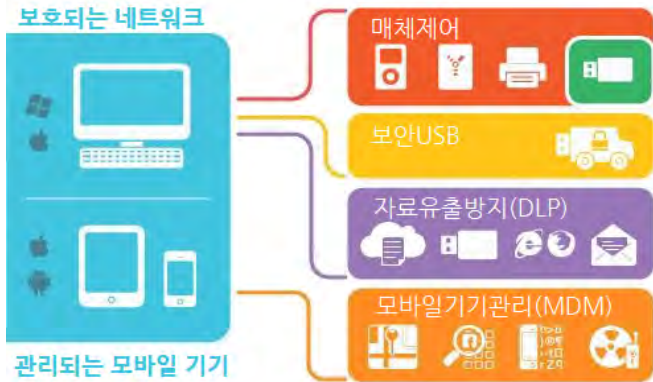 보호되는 네트워크
매체제어
보안USB
자료유출방지(DLP)
모바일기기관리(MDM)
관리되는 모바일 기기